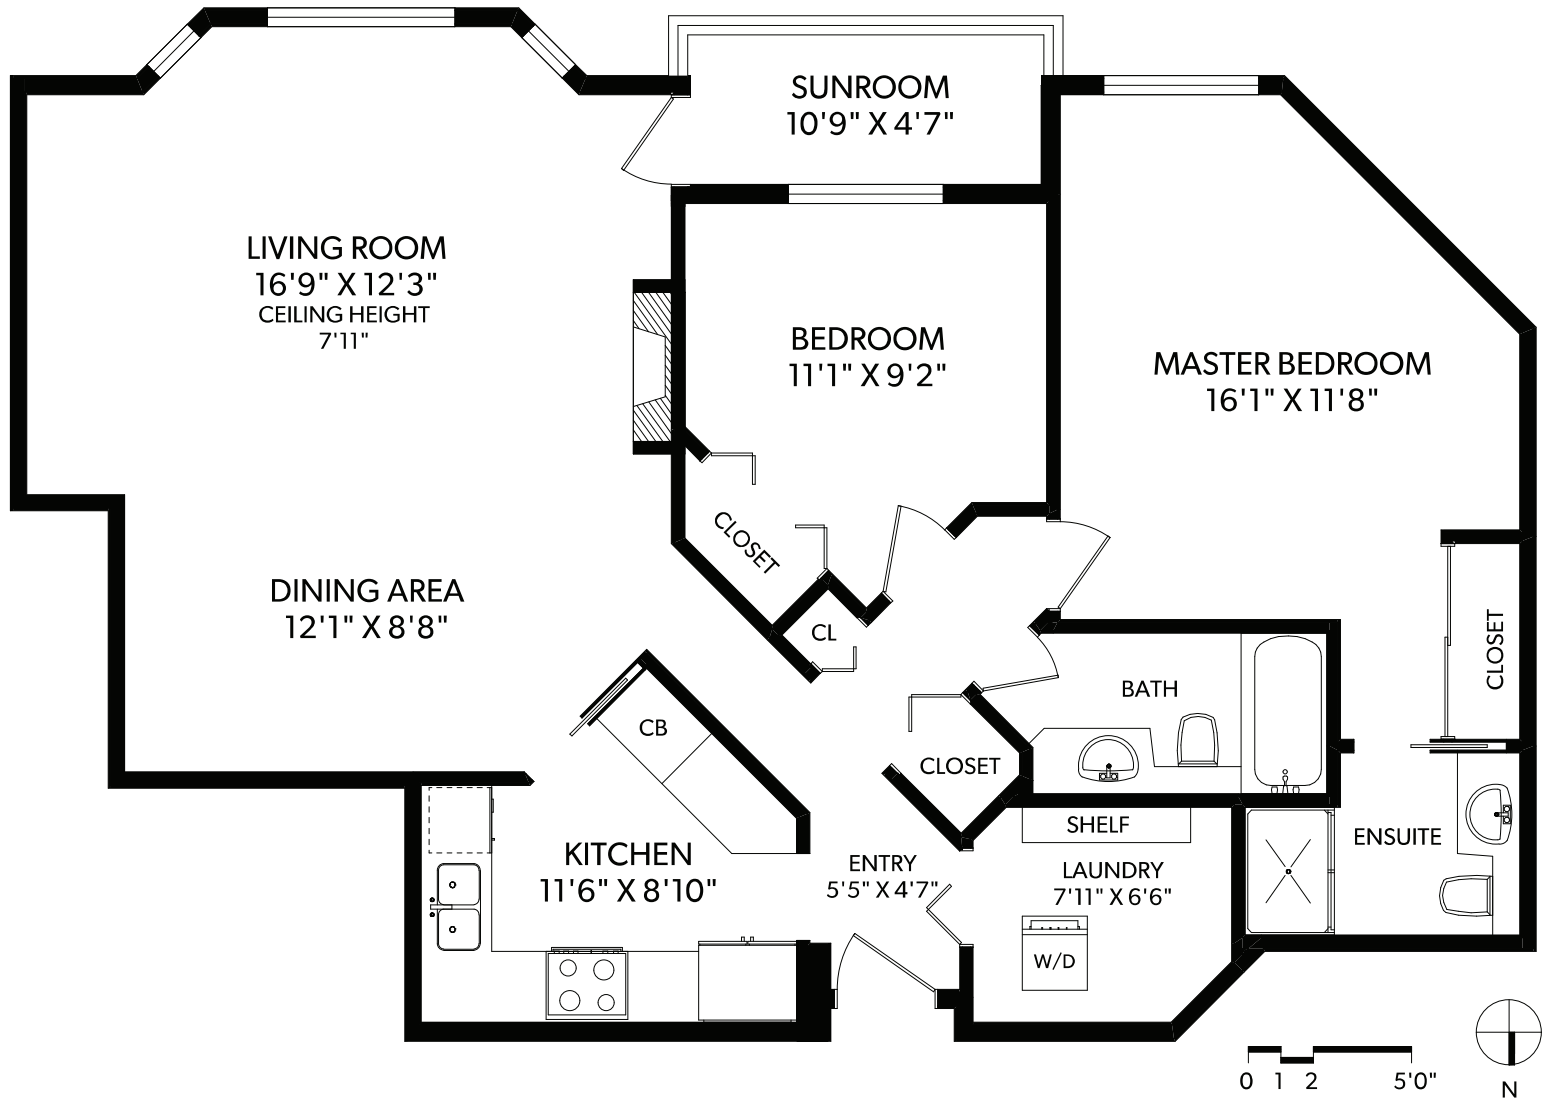 SUNROOM
10'9" X 4'7"
LIVING ROOM
16'9" X 12'3"
CEILING HEIGHT
7'11"
BEDROOM
11'1" X 9'2"
MASTER BEDROOM
16'1" X 11'8"
CLOSET
DINING AREA
12'1" X 8'8"
CL
CLOSET
BATH
CB
CLOSET
SHELF
ENSUITE
KITCHEN
11'6" X 8'10"
ENTRY
5'5" X 4'7"
LAUNDRY
7'11" X 6'6"
W/D
0 1 2 5'0"
N